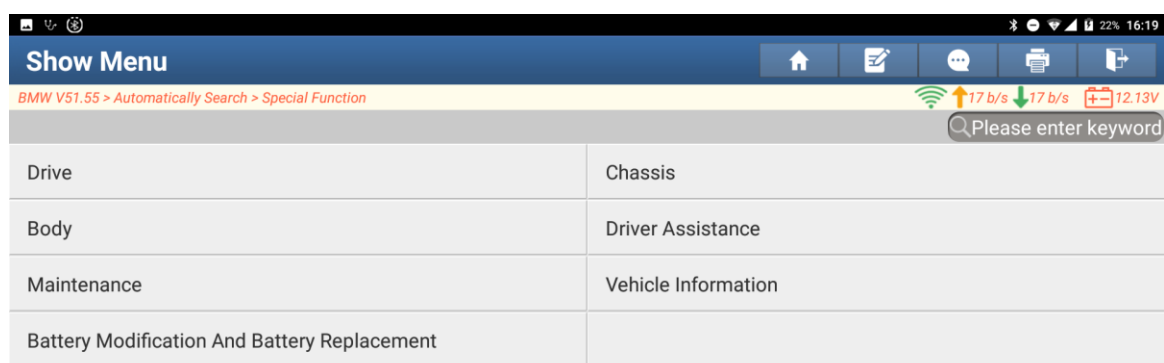 22% 16:19
Show Menu
BMW V51.55 > Automatically Search > Special Function
17 b/s 17 b/s 12.13V
Please enter keyword
Drive
Chassis
Body
Driver Assistance
Maintenance
Vehicle Information
Battery Modification And Battery Replacement